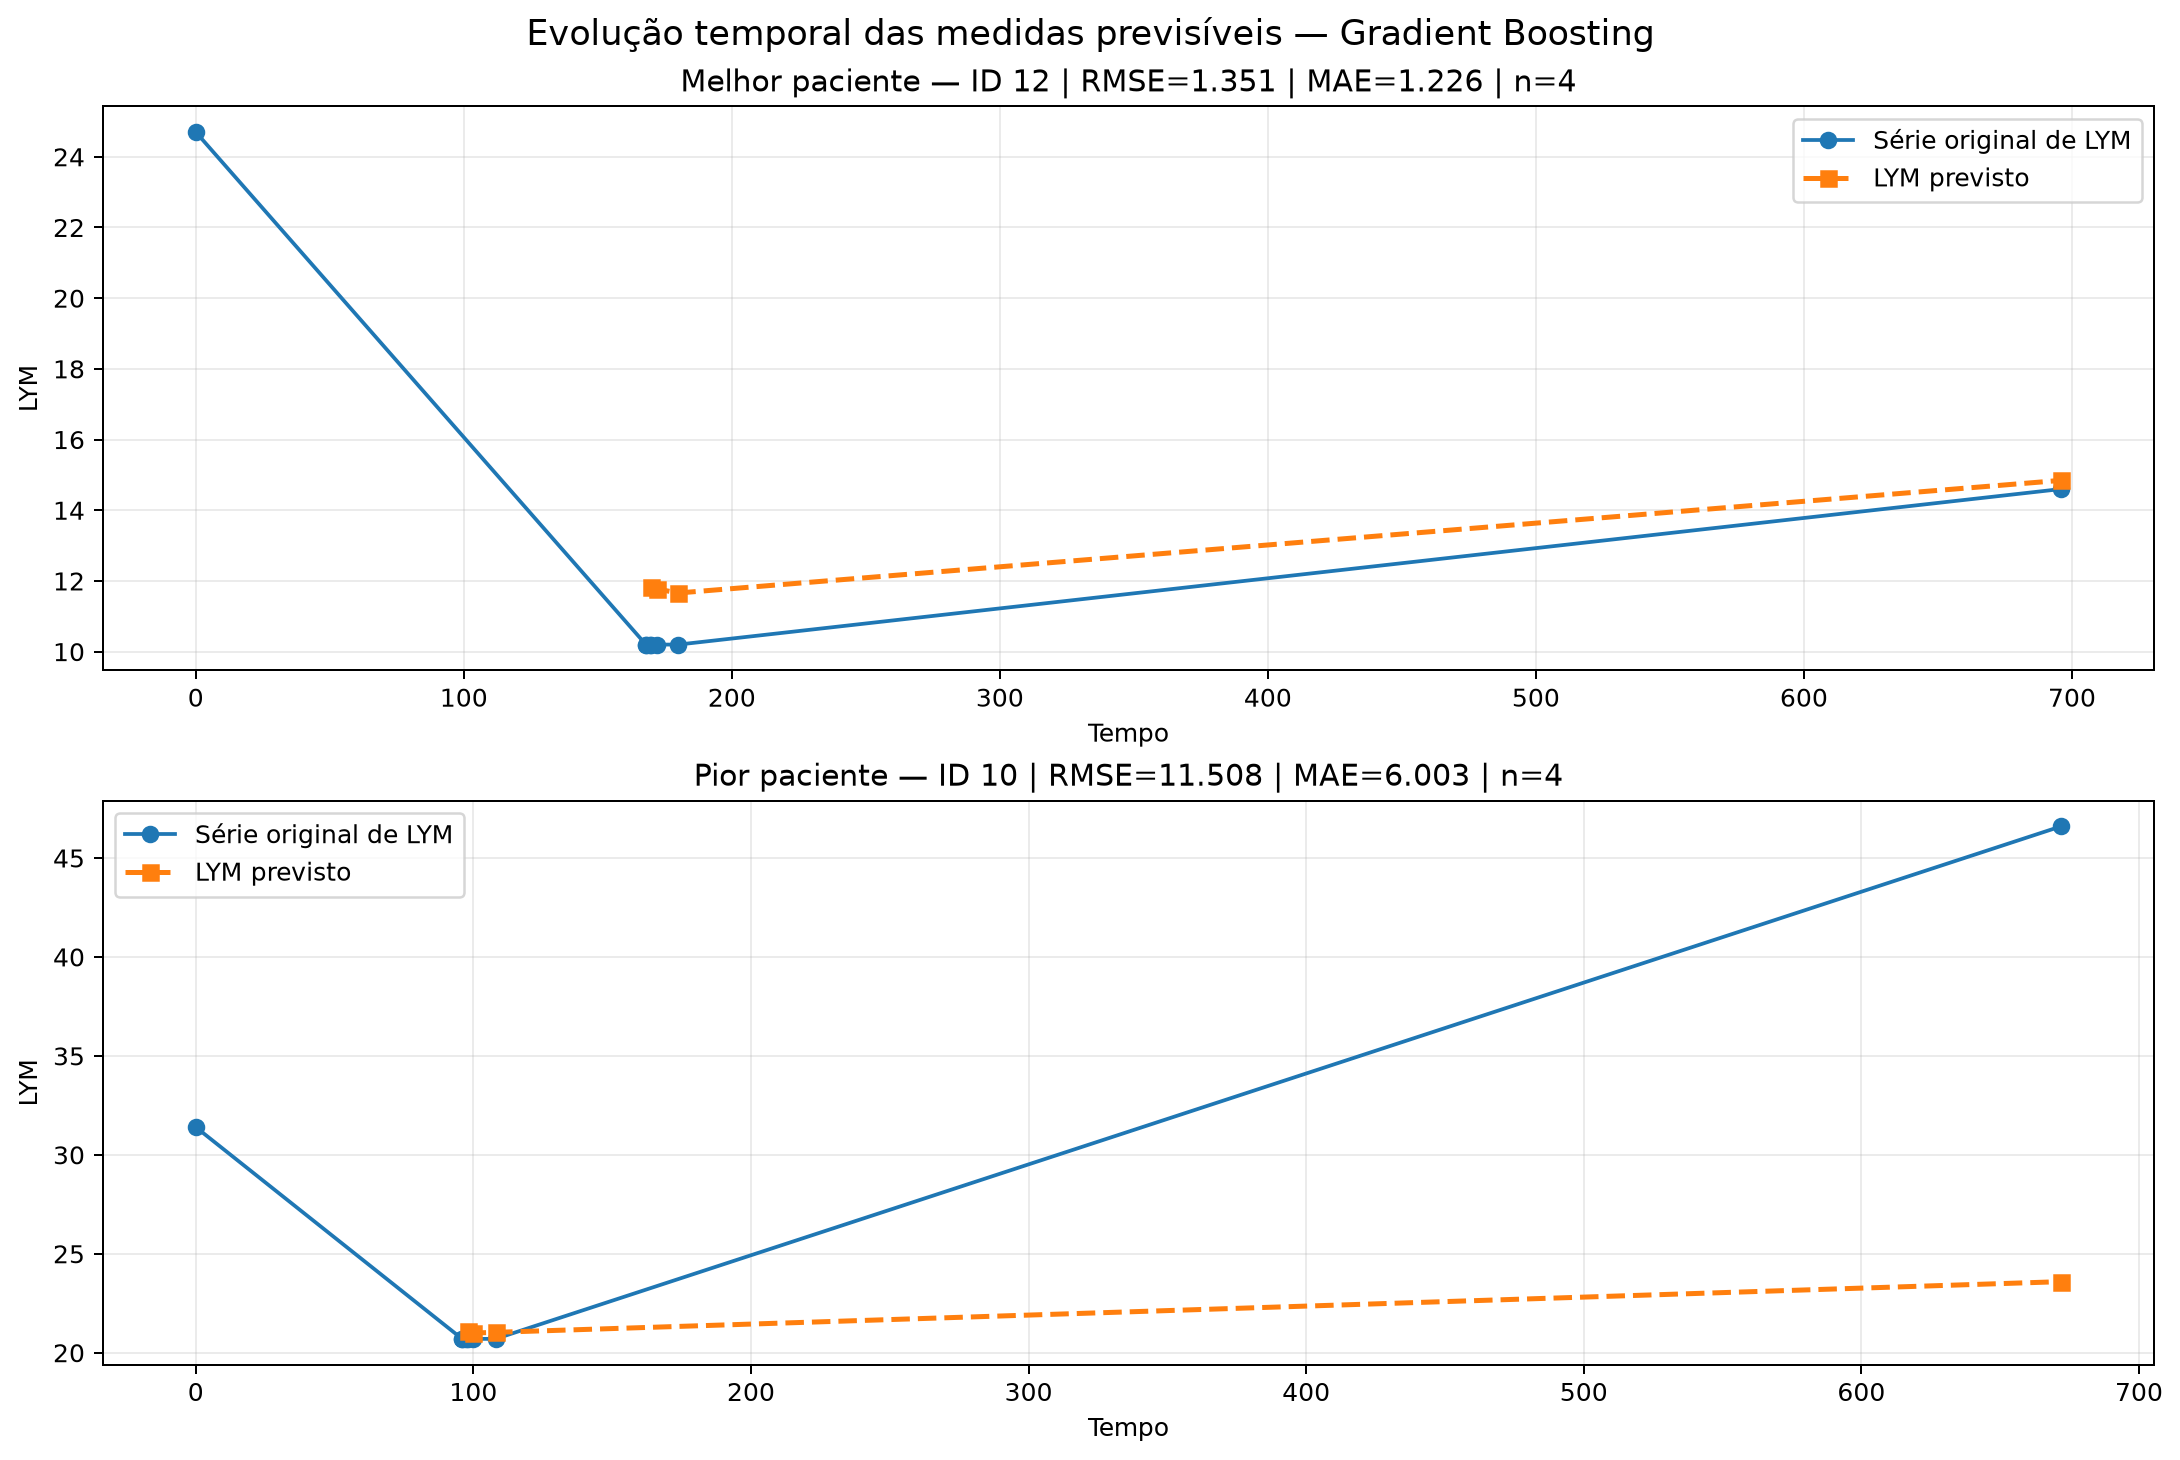 Evolução temporal das medidas previsíveis — Gradient Boosting
Melhor paciente — ID 12 | RMSE=1.351 | MAE=1.226 | n=4
Série original de LYM
LYM previsto
24
22
20
18
16
14
12
10
LYM
0 100 200 300 400 500 600 700
Tempo
Pior paciente — ID 10 | RMSE=11.508 | MAE=6.003 | n=4
Série original de LYM
LYM previsto
45
40
35
30
25
20
LYM
0 100 200 300 400 500 600 700
Tempo